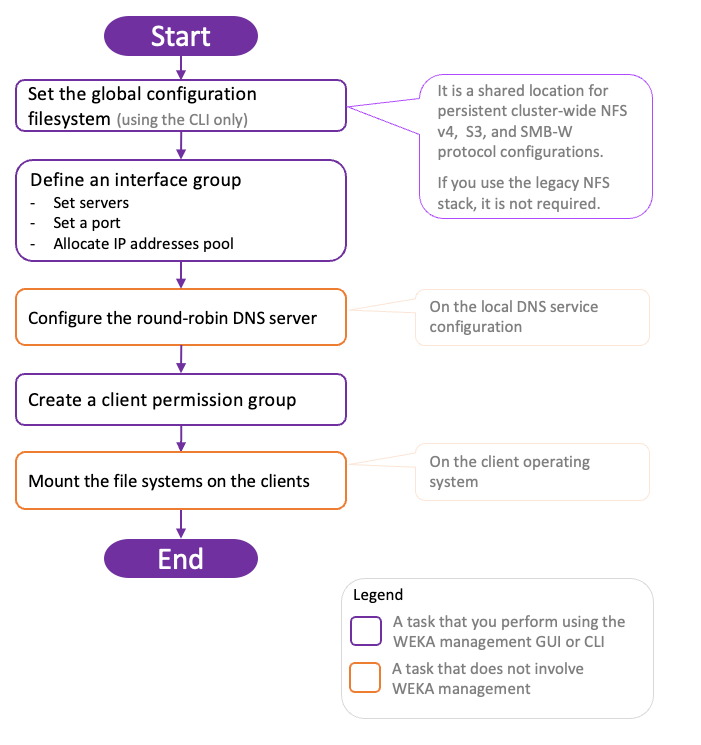 Start
Set the global configuration
filesystem (using the CLI only)
It is a shared location for
persistent cluster-wide NFS
v4, S3, and SMB-W
protocol configurations.
If you use the legacy NFS
stack, it is not required.
Define an interface group
- Set servers
- Set a port
- Allocate IP addresses pool
Configure the round-robin DNS server
On the local DNS service
configuration
Create a client permission group
Mount the file systems on the clients
On the client operating
system
End
Legend
A task that you perform using the
WEKA management GUI or CLI
A task that does not involve
WEKA management